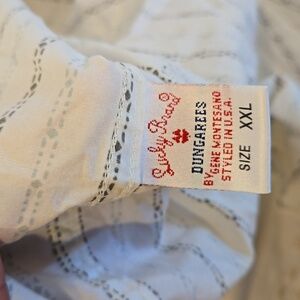 Lucky Brand
DUNGAREES
BY GENE MONTESANO
STYLED IN U.S.A.
SIZE XXL